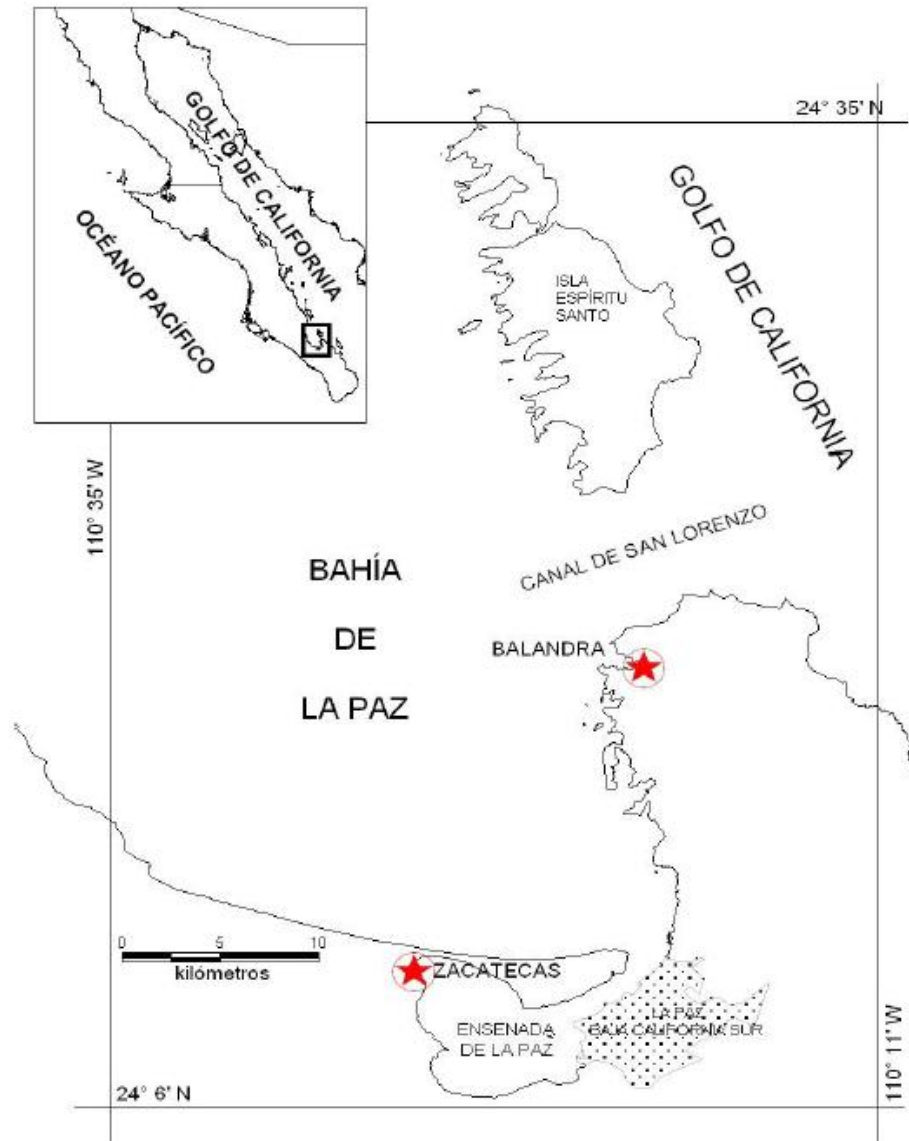 24° 35' N
GOLFO DE CALIFORNIA
OCÉANO PACÍFICO
GOLFO DE CALIFORNIA
ISLA
ESPÍRITU
SANTO
110° 35' W
CANAL DE SAN LORENZO
BAHÍA
DE
LA PAZ
BALANDRA
0 5 10
kilómetros
ZACATECAS
ENSENADA
DE LA PAZ
LA PAZ
BAJA CALIFORNIA SUR
110° 11' W
24° 6' N